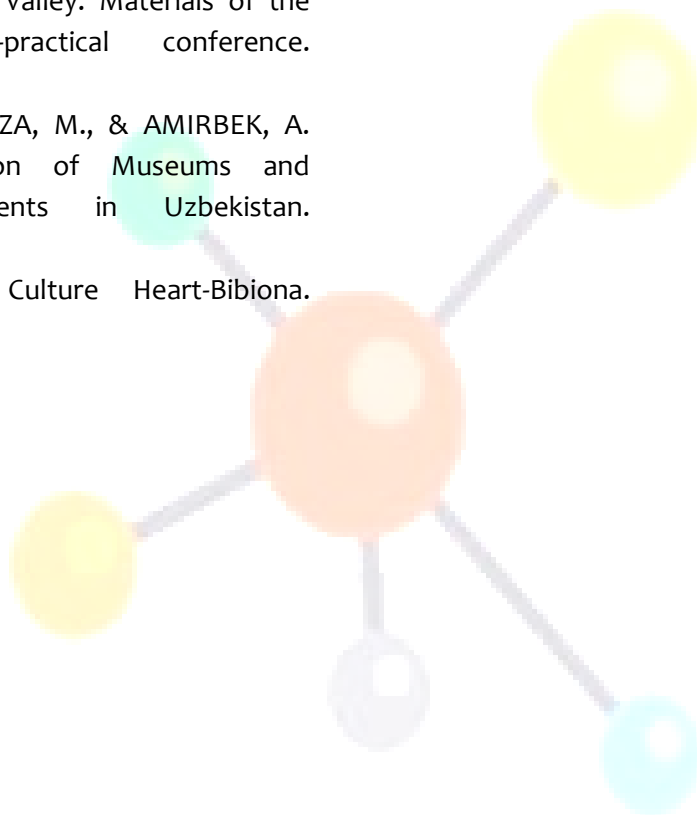 valley. Materials of the
-practical conference.
ZA, M., & AMIRBEK, A.
on of Museums and
ents in Uzbekistan.
Culture Heart-Bibiona.